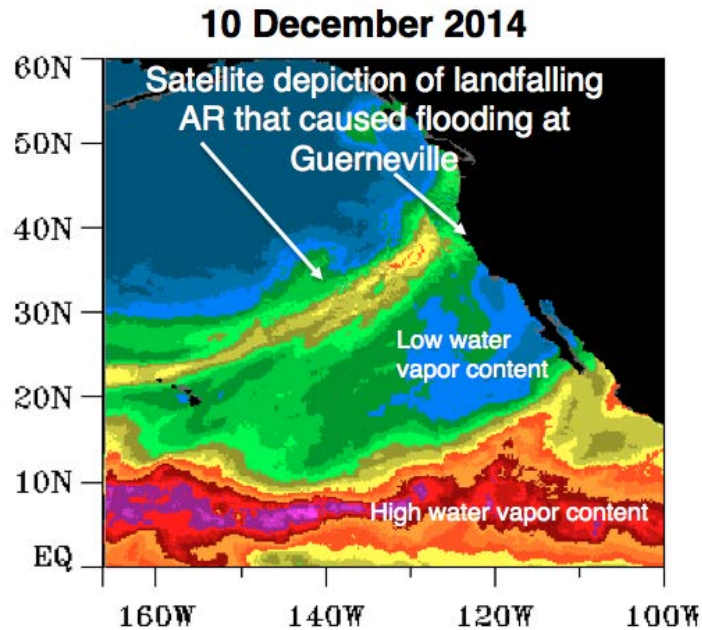 10 December 2014
60N
Satellite depiction of landfalling
AR that caused flooding at
Guerneville
50N
40N
30N
Low water
vapor content
20N
10N
High water vapor content
EQ
160W 140W 120W 100W